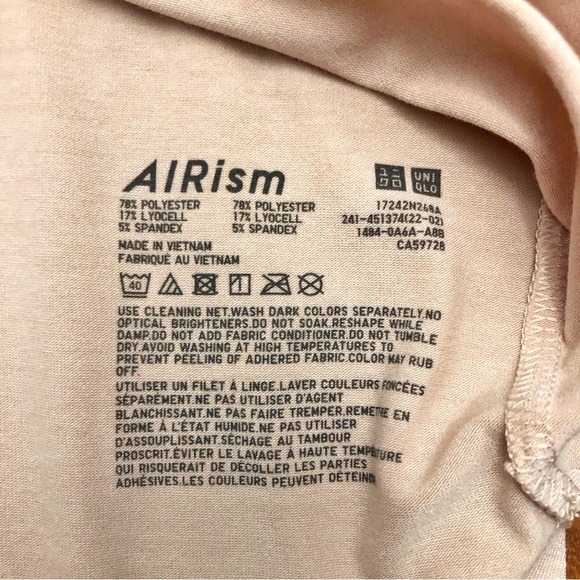 AIRism
ユニクロ UNIQLO
78% POLYESTER 78% POLYESTER
17% LYOCELL 17% LYOCELL
5% SPANDEX 5% SPANDEX
17242N268A
241-451374(22-02)
1484-0A6A-A8B
CA59728
MADE IN VIETNAM
FABRIQUÉ AU VIETNAM
40
USE CLEANING NET.WASH DARK COLORS SEPARATELY.NO
OPTICAL BRIGHTENERS.DO NOT SOAK.RESHAPE WHILE
DAMP.DO NOT ADD FABRIC CONDITIONER.DO NOT TUMBLE
DRY.AVOID WASHING AT HIGH TEMPERATURES TO
PREVENT PEELING OF ADHERED FABRIC.COLOR MAY RUB
OFF.
UTILISER UN FILET À LINGE.LAVER COULEURS FONCÉES
SÉPARÉMENT.NE PAS UTILISER D'AGENT
BLANCHISSANT.NE PAS FAIRE TREMPER.REMETTRE EN
FORME À L'ÉTAT HUMIDE.NE PAS UTILISER
D'ASSOUPLISSANT.SÉCHAGE AU TAMBOUR
PROSCRIT.ÉVITER LE LAVAGE À HAUTE TEMPÉRATURE
QUI RISQUERAIT DE DÉCOLLER LES PARTIES
ADHÉSIVES.LES COULEURS PEUVENT DÉTEINDRE